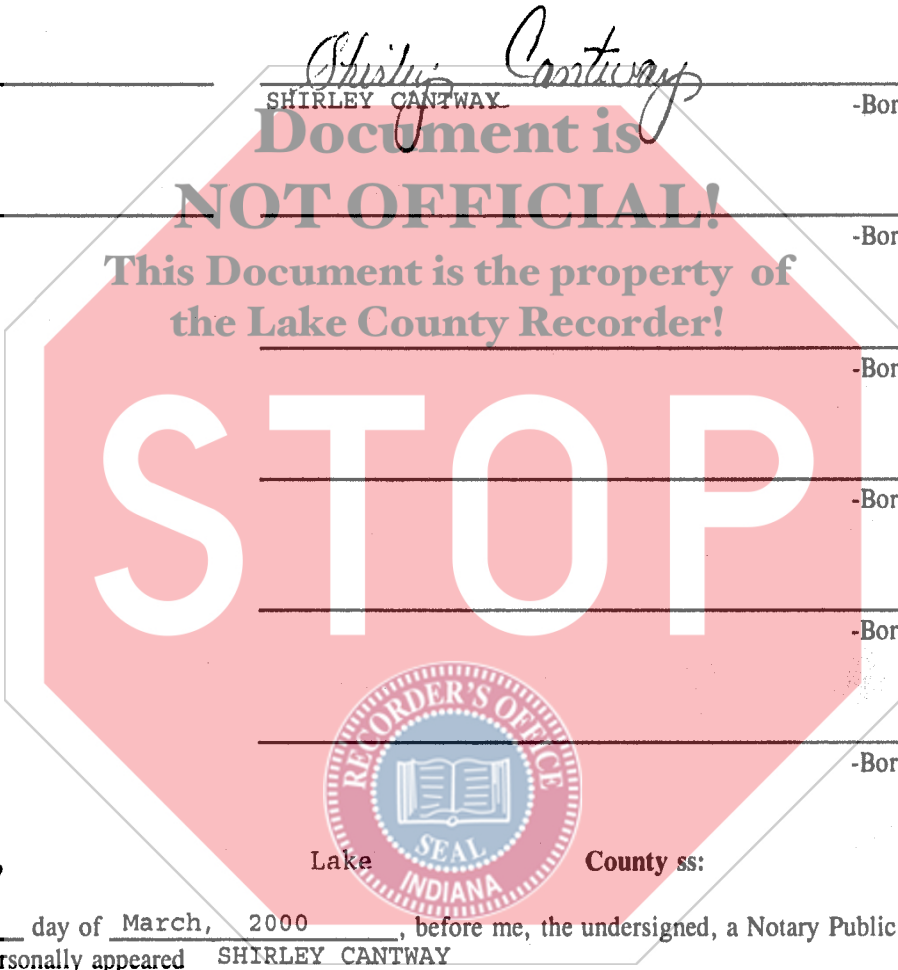 Shirley Cantway
SHIRLEY CANTWAY -Bor
Document is
NOT OFFICIAL!
-Bor
This Document is the property of
the Lake County Recorder!
-Bor
STOP
-Bor
-Bor
RECORDER'S OFFICE
-Bor
SEAL
INDIANA
Lake County ss:
day of March, 2000, before me, the undersigned, a Notary Public
rsonally appeared SHIRLEY CANTWAY